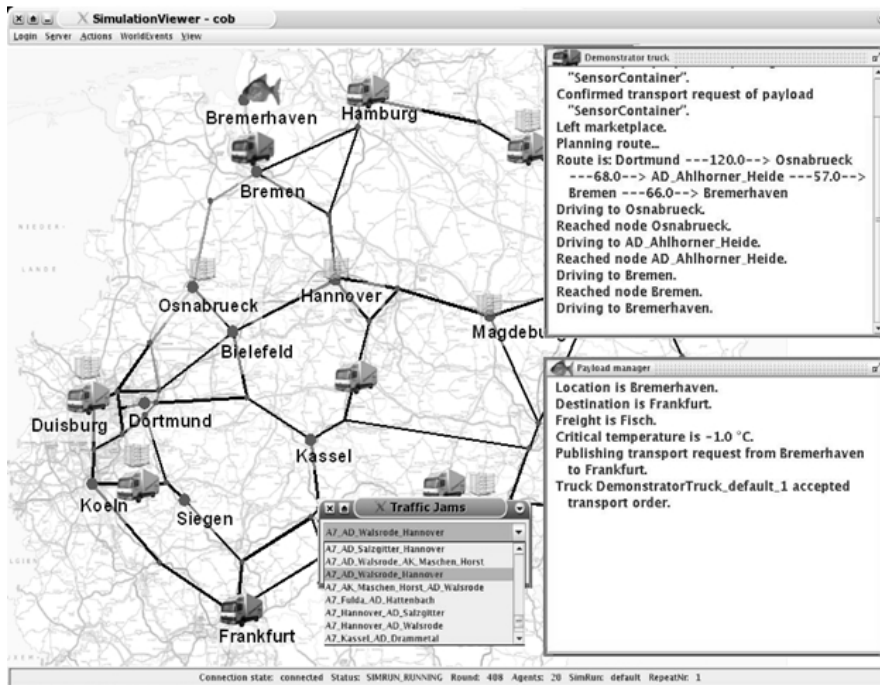 SimulationViewer - cob
Login Server Actions WorldEvents View
Bremerhaven
Hamburg
Bremen
NIEDER-
LANDE
Osnabrueck
Hannover
Bielefeld
Duisburg
Dortmund
Kassel
Koeln
Siegen
Frankfurt
Demonstrator truck
"SensorContainer".
Confirmed transport request of payload
"SensorContainer".
Left marketplace.
Planning route...
Route is: Dortmund ---120.0--> Osnabrueck
---68.0--> AD_Ahlhorner_Heide ---57.0-->
Bremen ---66.0--> Bremerhaven
Driving to Osnabrueck.
Reached node Osnabrueck.
Driving to AD_Ahlhorner_Heide.
Reached node AD_Ahlhorner_Heide.
Driving to Bremen.
Reached node Bremen.
Driving to Bremerhaven.
Magdebu
Payload manager
Location is Bremerhaven.
Destination is Frankfurt.
Freight is Fisch.
Critical temperature is -1.0 °C.
Publishing transport request from Bremerhaven
to Frankfurt.
Truck DemonstratorTruck_default_1 accepted
transport order.
Traffic Jams
A7_AD_Walsrode_Hannover
A7_AD_Salzgitter_Hannover
A7_AD_Walsrode_AK_Maschen_Horst
A7_AD_Walsrode_Hannover
A7_AK_Maschen_Horst_AD_Walsrode
A7_Fulda_AD_Hattenbach
A7_Hannover_AD_Salzgitter
A7_Hannover_AD_Walsrode
A7_Kassel_AD_Drammetal
Connection state: connected Status: SIMRUN_RUNNING Round: 408 Agents: 20 SimRun: default RepeatNr: 1